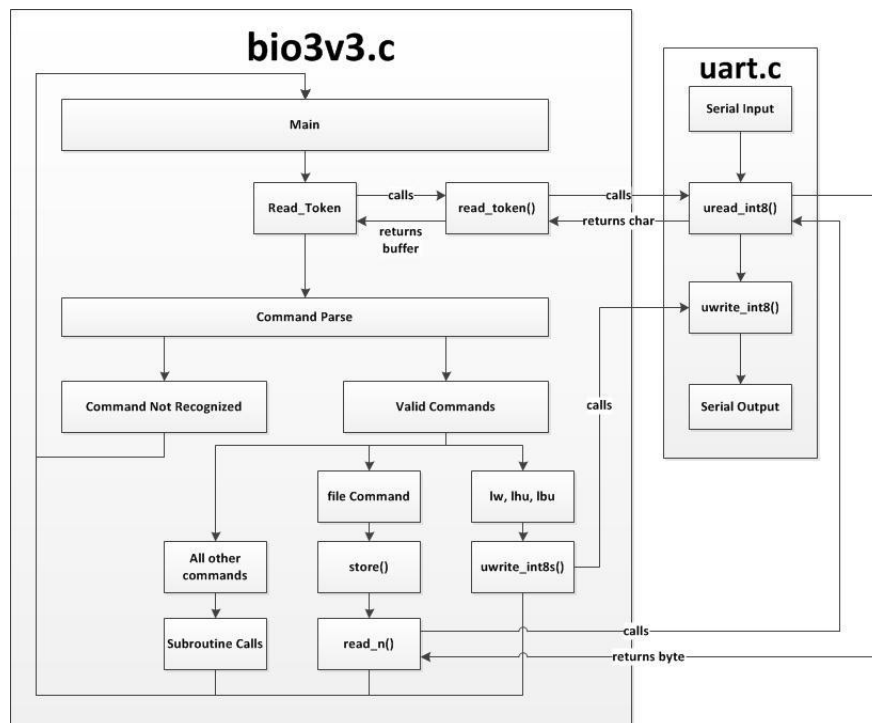 bio3v3.c
uart.c
Main
Serial Input
Read_Token
calls
returns
buffer
read_token()
calls
returns char
uread_int8()
Command Parse
uwrite_int8()
Command Not Recognized
Valid Commands
calls
Serial Output
file Command
lw, lhu, lbu
All other
commands
store()
uwrite_int8s()
Subroutine Calls
read_n()
calls
returns byte